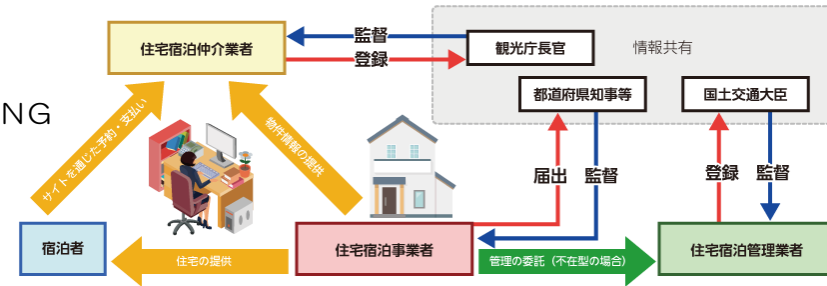 監督
住宅宿泊仲介業者
観光庁長官
情報共有
登録
都道府県知事等
国土交通大臣
NG
サイトを通じた予約・支払い
物件情報の提供
届出
監督
登録
監督
宿泊者
住宅の提供
住宅宿泊事業者
管理の委託（不在型の場合）
住宅宿泊管理業者